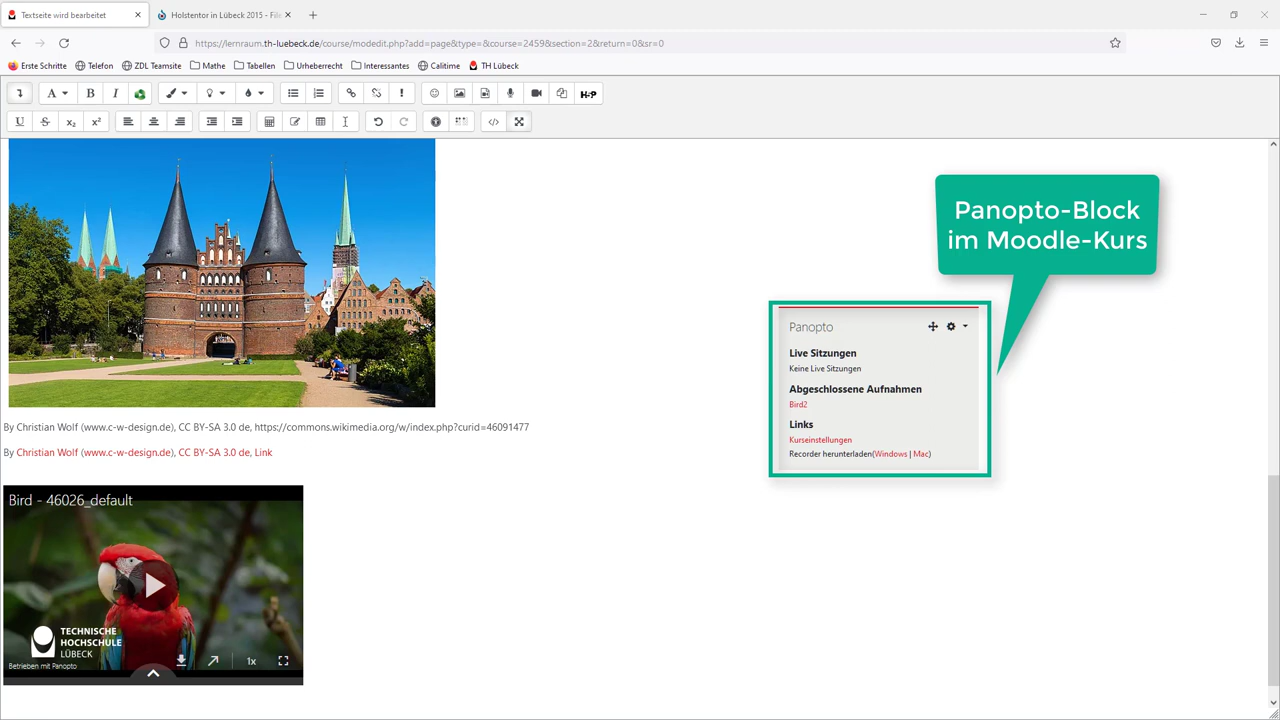 Textseite wird bearbeitet
Holstentor in Lübeck 2015 - File
https://lernraum.th-luebeck.de/course/modedit.php?add=page&type=&course=2459&section=2&return=0&sr=0
Erste Schritte Telefon ZDL Teamsite Mathe Tabellen Urheberrecht Interessantes Calitime TH Lübeck
A B I H-P
U S x₂ x² </>
Panopto-Block
im Moodle-Kurs
Panopto
Live Sitzungen
Keine Live Sitzungen
Abgeschlossene Aufnahmen
Bird2
Links
Kurseinstellungen
Recorder herunterladen(Windows | Mac)
By Christian Wolf (www.c-w-design.de), CC BY-SA 3.0 de, https://commons.wikimedia.org/w/index.php?curid=46091477
By Christian Wolf (www.c-w-design.de), CC BY-SA 3.0 de, Link
Bird - 46026_default
TECHNISCHE
HOCHSCHULE
LÜBECK
Betrieben mit Panopto
1x